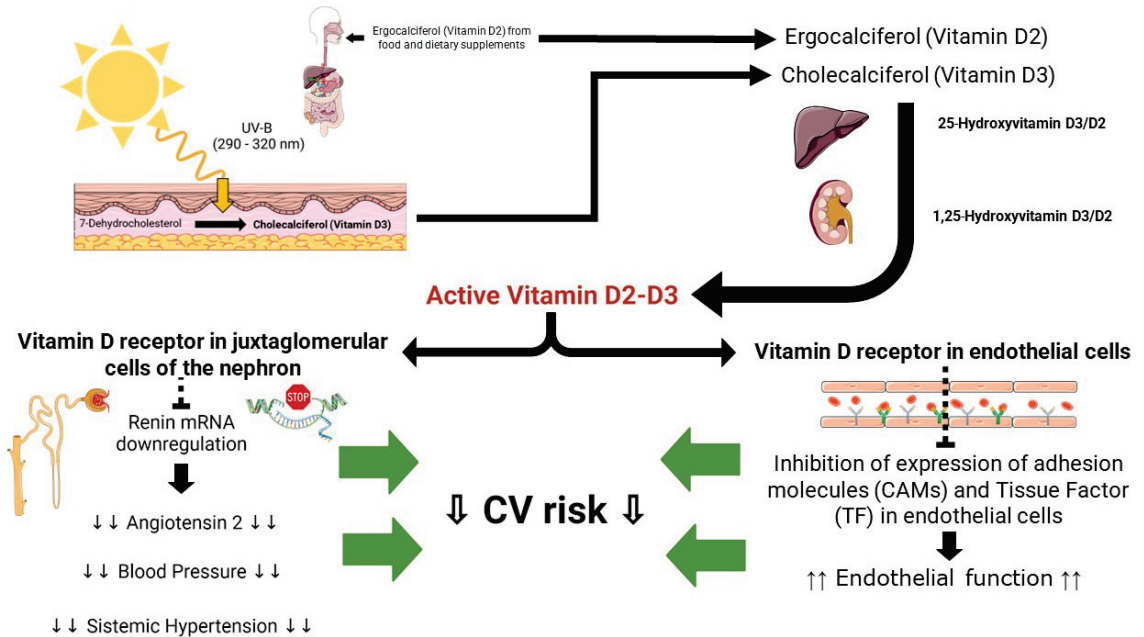 Ergocalciferol (Vitamin D2) from
food and dietary supplements
Ergocalciferol (Vitamin D2)
Cholecalciferol (Vitamin D3)
UV-B
(290 - 320 nm)
25-Hydroxyvitamin D3/D2
7-Dehydrocholesterol
Cholecalciferol (Vitamin D3)
1,25-Hydroxyvitamin D3/D2
Active Vitamin D2-D3
Vitamin D receptor in juxtaglomerular
cells of the nephron
STOP
Renin mRNA
downregulation
↓↓ Angiotensin 2 ↓↓
↓↓ Blood Pressure ↓↓
↓↓ Sistemic Hypertension ↓↓
⇩ CV risk ⇩
Vitamin D receptor in endothelial cells
Inhibition of expression of adhesion
molecules (CAMs) and Tissue Factor
(TF) in endothelial cells
↑↑ Endothelial function ↑↑